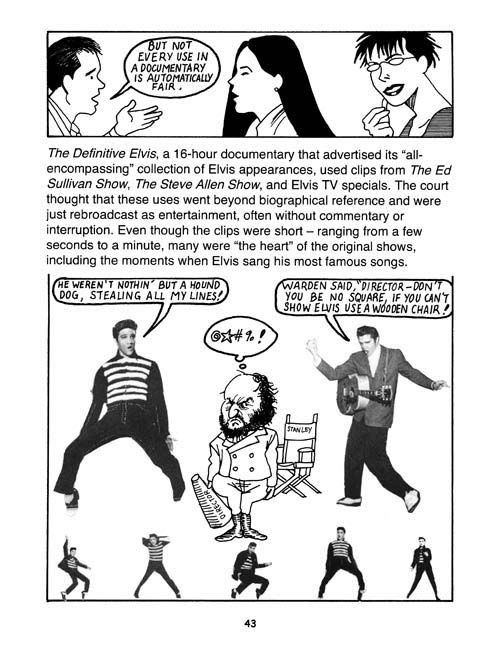 BUT NOT
EVERY USE IN
A DOCUMENTARY
IS AUTOMATICALLY
FAIR.
The Definitive Elvis, a 16-hour documentary that advertised its “all-
encompassing” collection of Elvis appearances, used clips from The Ed
Sullivan Show, The Steve Allen Show, and Elvis TV specials. The court
thought that these uses went beyond biographical reference and were
just rebroadcast as entertainment, often without commentary or
interruption. Even though the clips were short – ranging from a few
seconds to a minute, many were “the heart” of the original shows,
including the moments when Elvis sang his most famous songs.
HE WEREN'T NOTHIN' BUT A HOUND
DOG, STEALING ALL MY LINES!
WARDEN SAID, "DIRECTOR – DON'T
YOU BE NO SQUARE, IF YOU CAN'T
SHOW ELVIS USE A WOODEN CHAIR!
@☆#%!
STANLEY
DIRECTOR
43